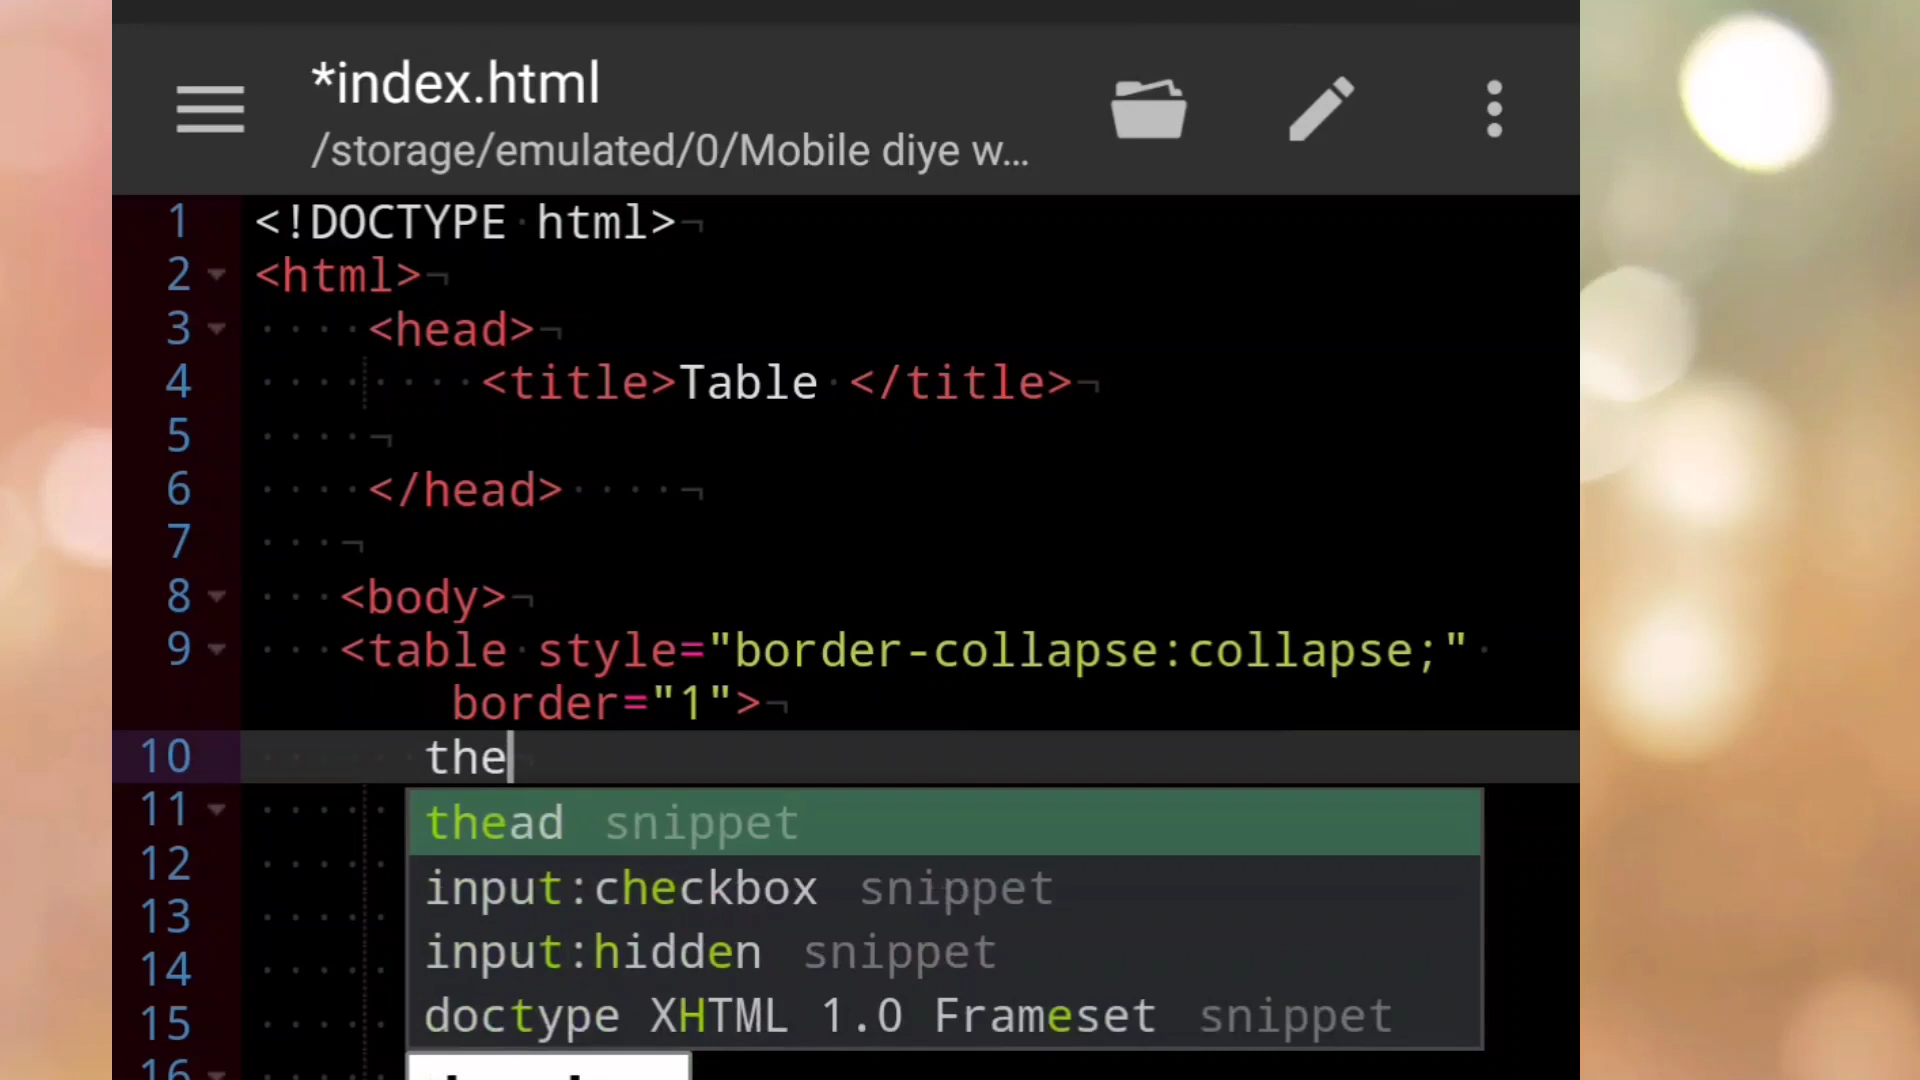 *index.html
/storage/emulated/0/Mobile diye w...
1 <!DOCTYPE html>
2 <html>
3 <head>
4 <title>Table </title>
5
6 </head>
7
8 <body>
9 <table style="border-collapse:collapse;"
border="1">
10 the
11 thead snippet
12 input:checkbox snippet
13
14 input:hidden snippet
15 doctype XHTML 1.0 Frameset snippet
16